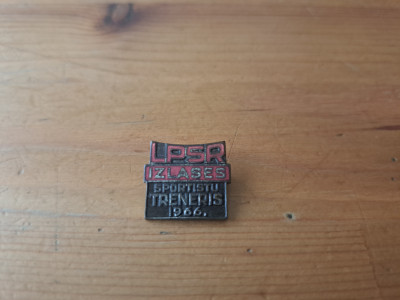 LPSR
IZLASES
SPORTISTU
TRENERIS
1966.